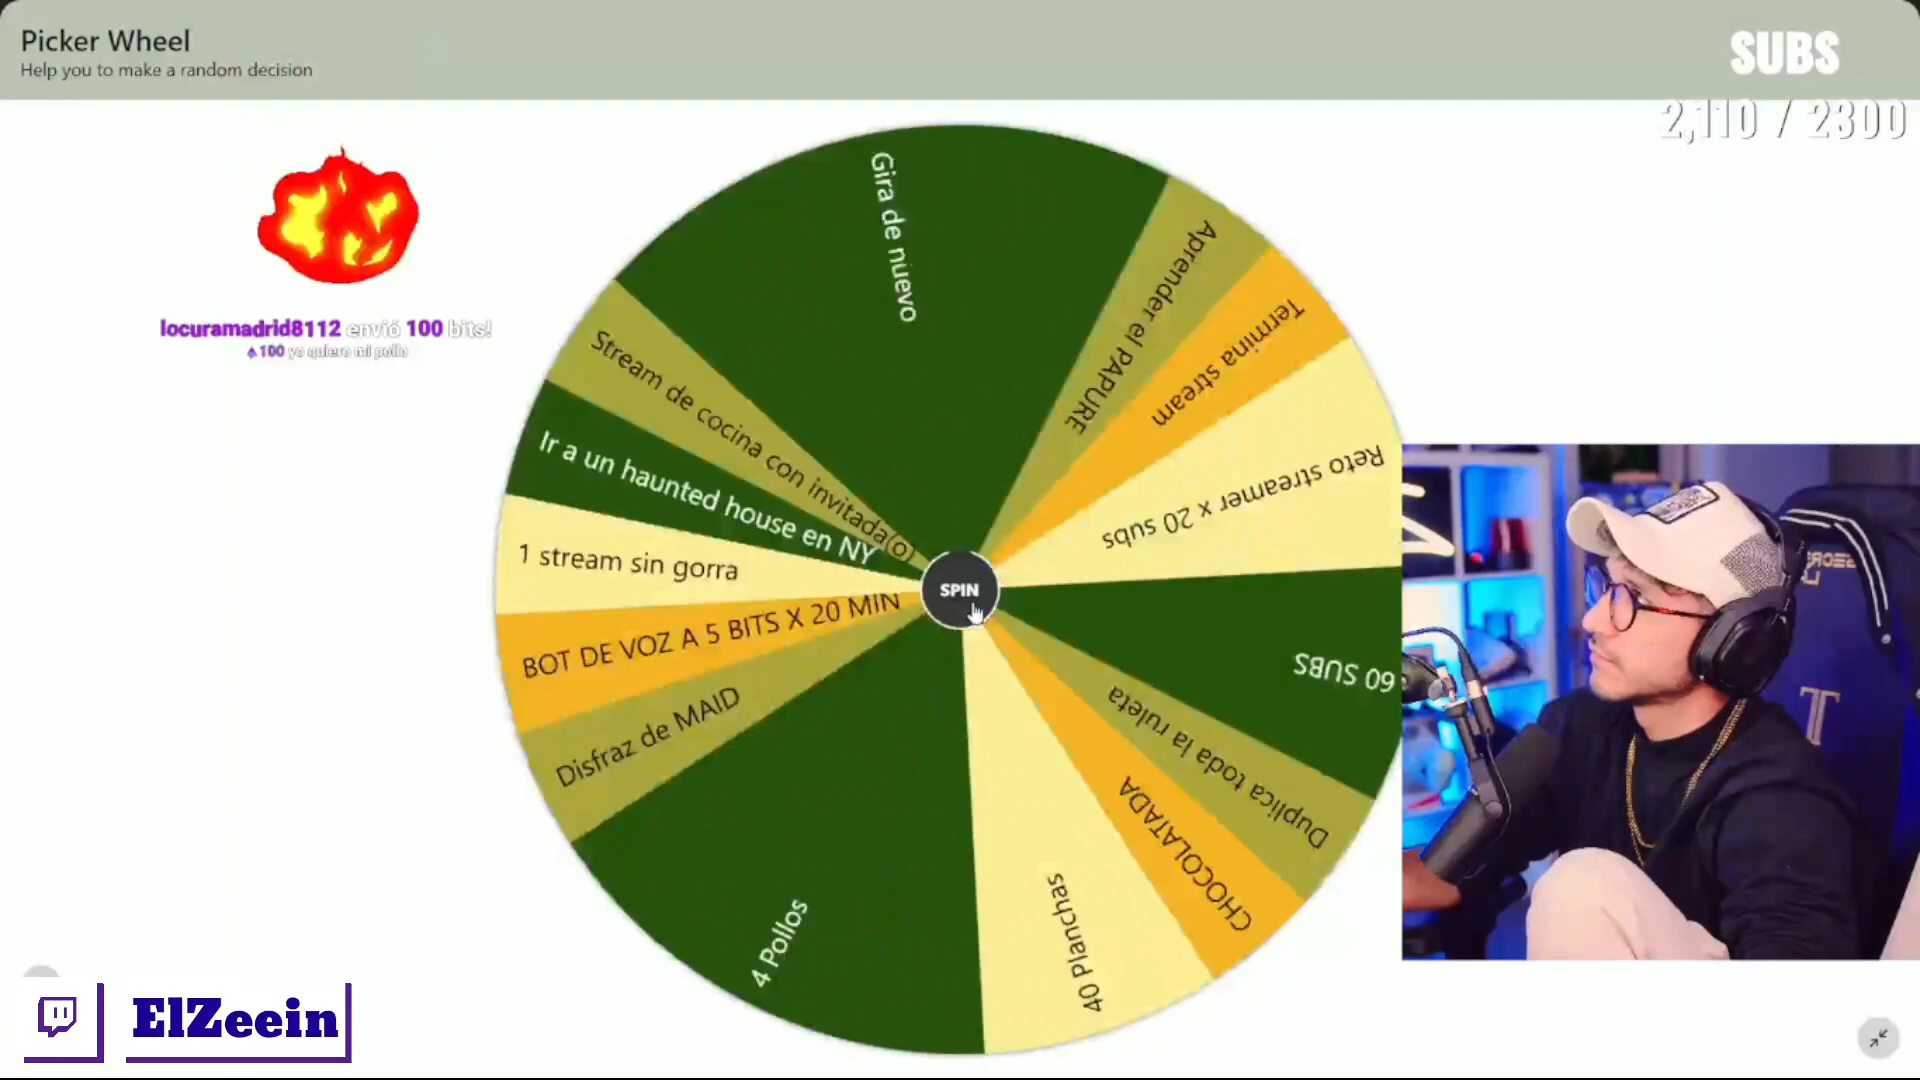 Picker Wheel
Help you to make a random decision
SUBS
2,110 / 2300
locuramadrid8112 envió 100 bits!
100 yo quiero mi pollo
Gira de nuevo
Aprender el PAPURE
Termina stream
Reto streamer x 20 subs
60 SUBS
Duplica toda la ruleta
CHOCOLATADA
40 Planchas
4 Pollos
Disfraz de MAID
BOT DE VOZ A 5 BITS X 20 MIN
1 stream sin gorra
Ir a un haunted house en NY
Stream de cocina con invitada(o)
SPIN
T
ElZeein